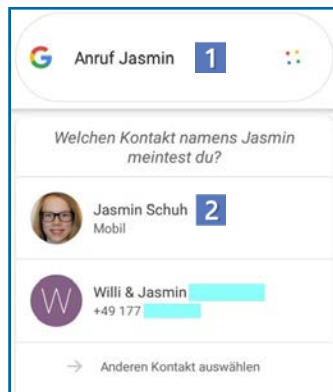 Anruf Jasmin 1
Welchen Kontakt namens Jasmin
meintest du?
Jasmin Schuh 2
Mobil
W
Willi & Jasmin
+49 177
Anderen Kontakt auswählen